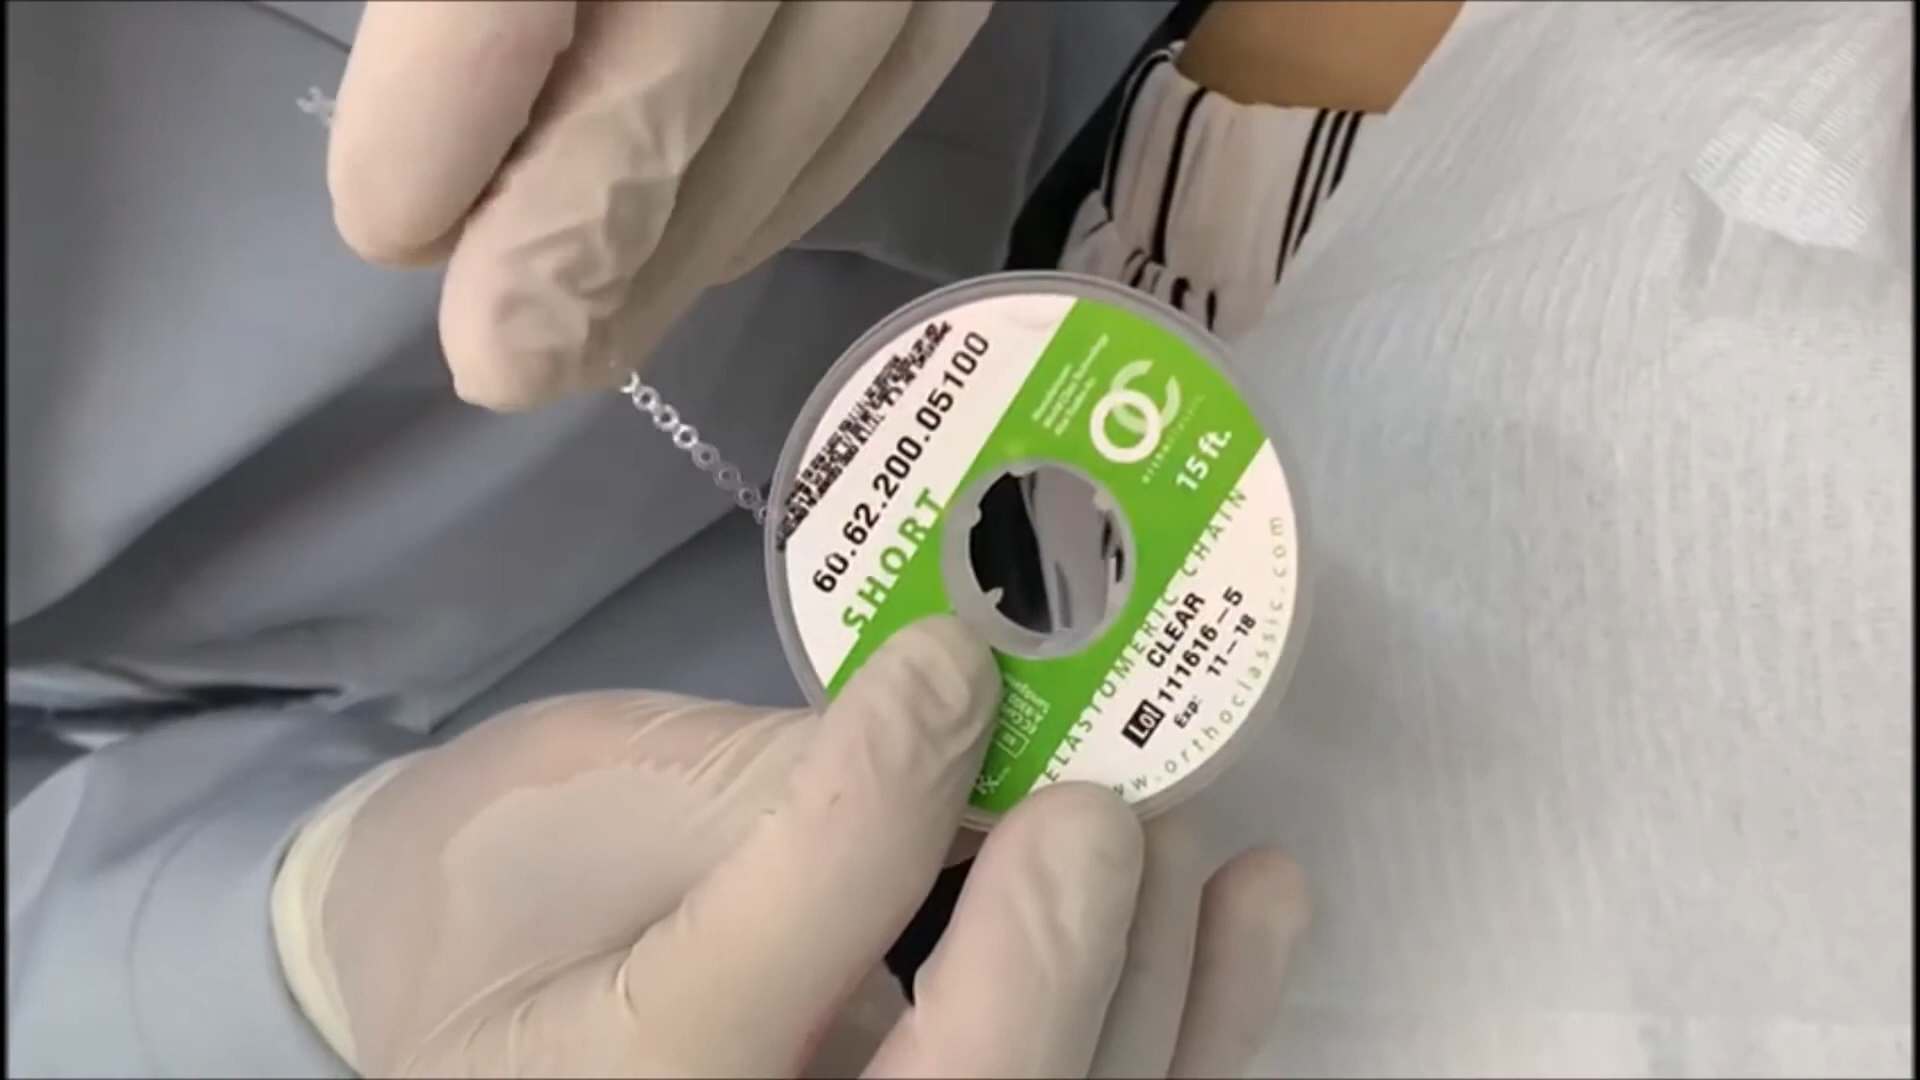 60.62.200.05100
SHORT
OC
orthoclassic
15 ft.
ELASTOMERIC CHAIN
CLEAR
Lot 111616-5
Exp: 11-18
w.orthoclassic.com